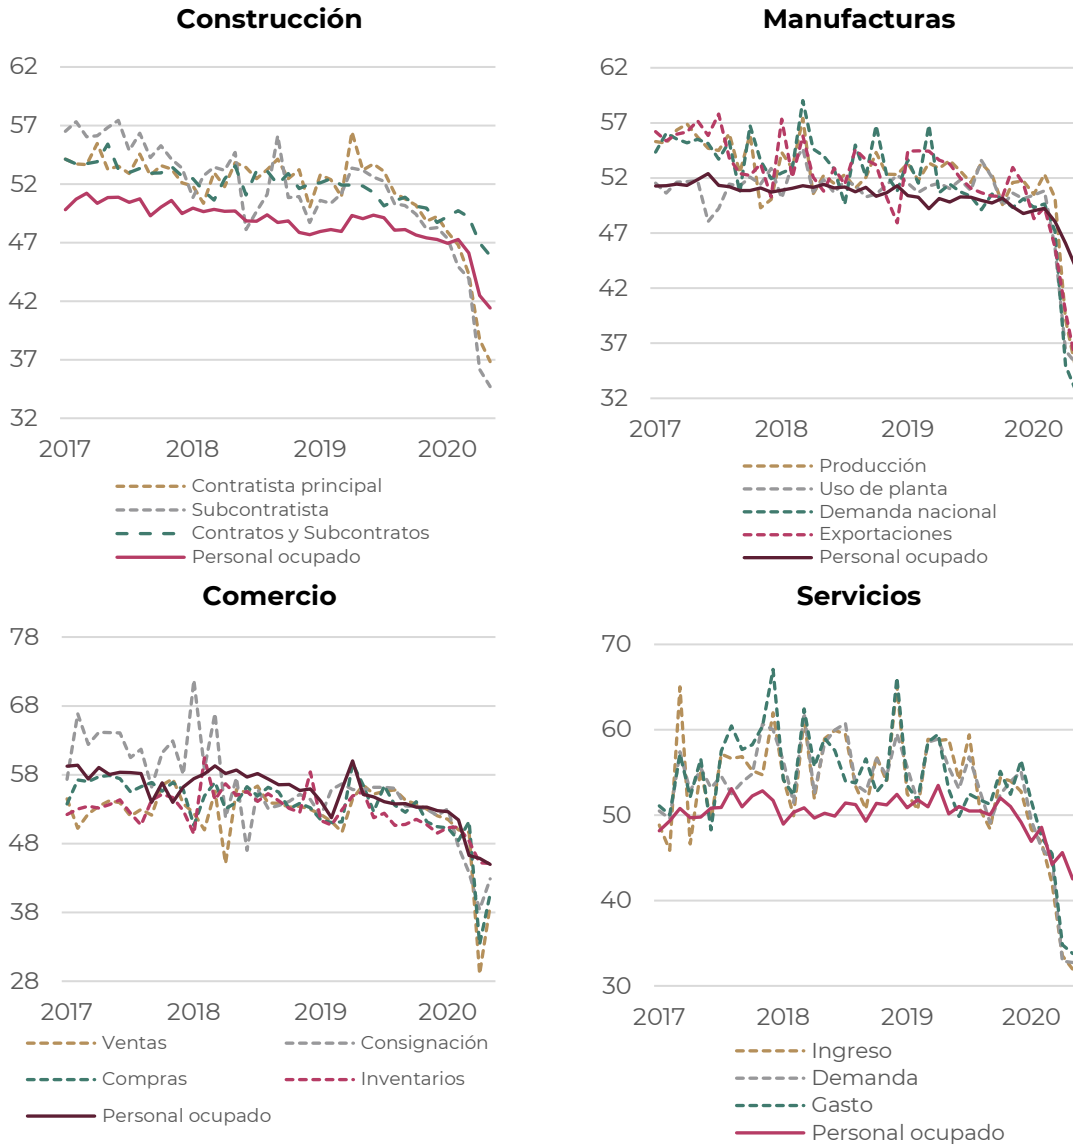 Construcción
62
57
52
47
42
37
32
2017 2018 2019 2020
Contratista principal
Subcontratista
Contratos y Subcontratos
Personal ocupado
Manufacturas
62
57
52
47
42
37
32
2017 2018 2019 2020
Producción
Uso de planta
Demanda nacional
Exportaciones
Personal ocupado
Comercio
78
68
58
48
38
28
2017 2018 2019 2020
Ventas Consignación
Compras Inventarios
Personal ocupado
Servicios
70
60
50
40
30
2017 2018 2019 2020
Ingreso
Demanda
Gasto
Personal ocupado